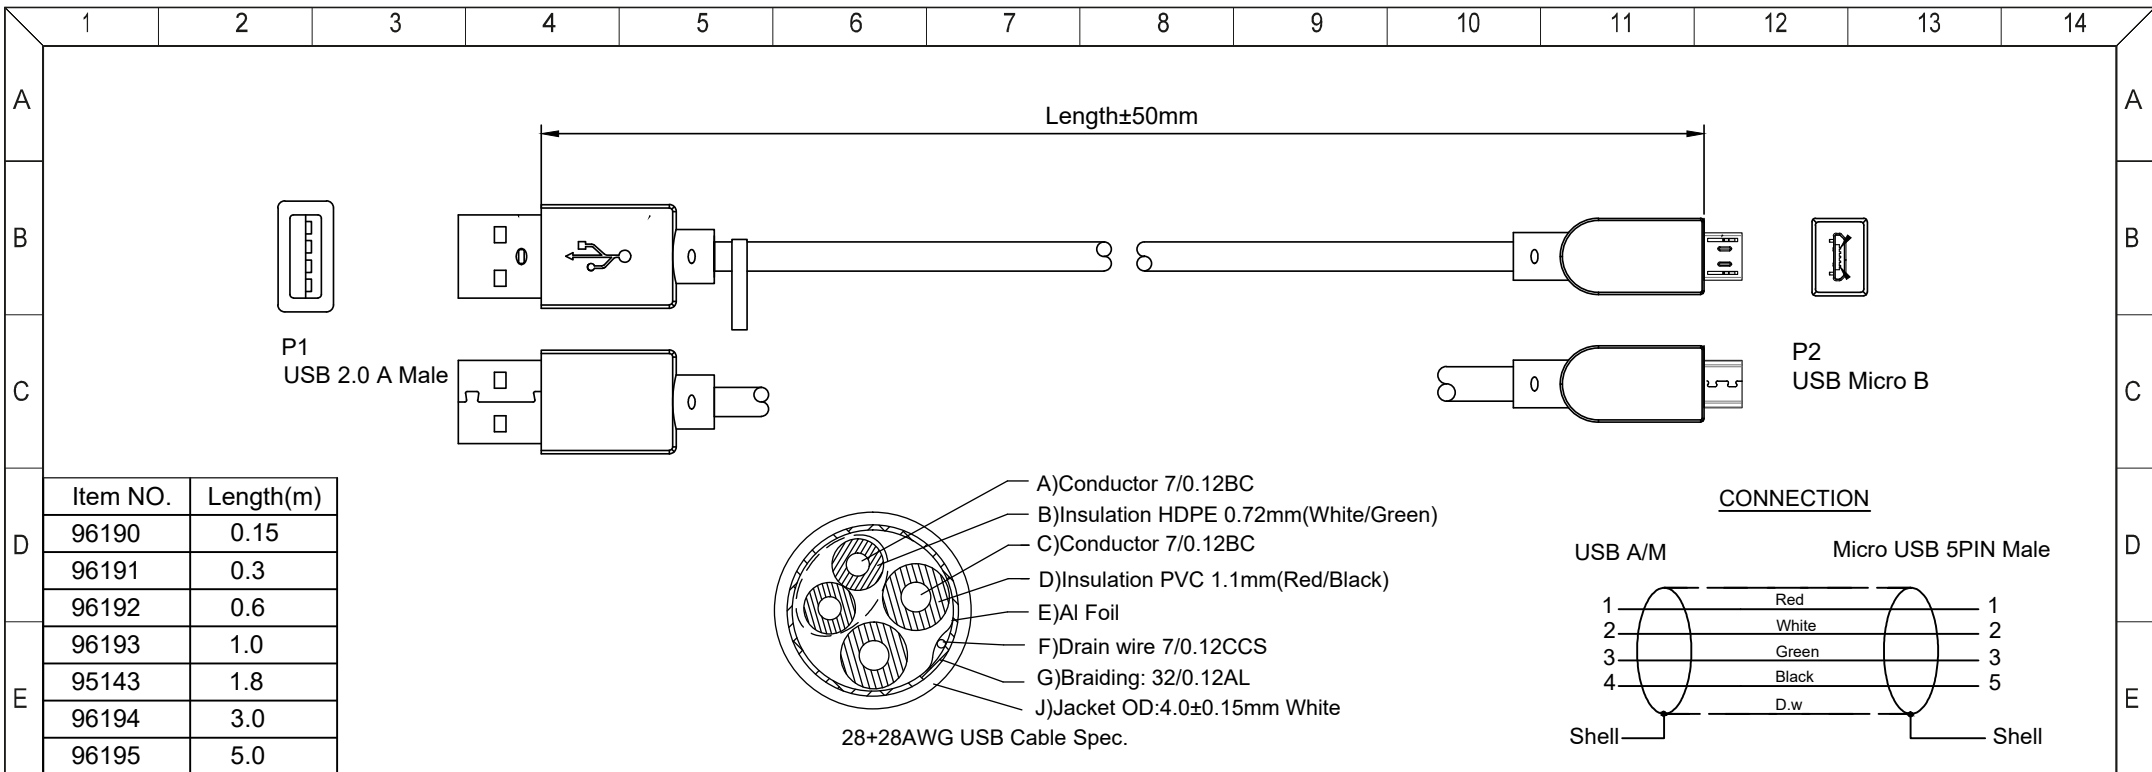 1 2 3 4 5 6 7 8 9 10 11 12 13 14
A A
Length±50mm
B B
P1
USB 2.0 A Male
P2
USB Micro B
C C
Item NO. Length(m)
96190 0.15
96191 0.3
96192 0.6
96193 1.0
95143 1.8
96194 3.0
96195 5.0
D D
E E
A)Conductor 7/0.12BC
B)Insulation HDPE 0.72mm(White/Green)
C)Conductor 7/0.12BC
D)Insulation PVC 1.1mm(Red/Black)
E)Al Foil
F)Drain wire 7/0.12CCS
G)Braiding: 32/0.12AL
J)Jacket OD:4.0±0.15mm White
28+28AWG USB Cable Spec.
CONNECTION
USB A/M Micro USB 5PIN Male
1 Red 1
2 White 2
3 Green 3
4 Black 5
D.w
Shell Shell